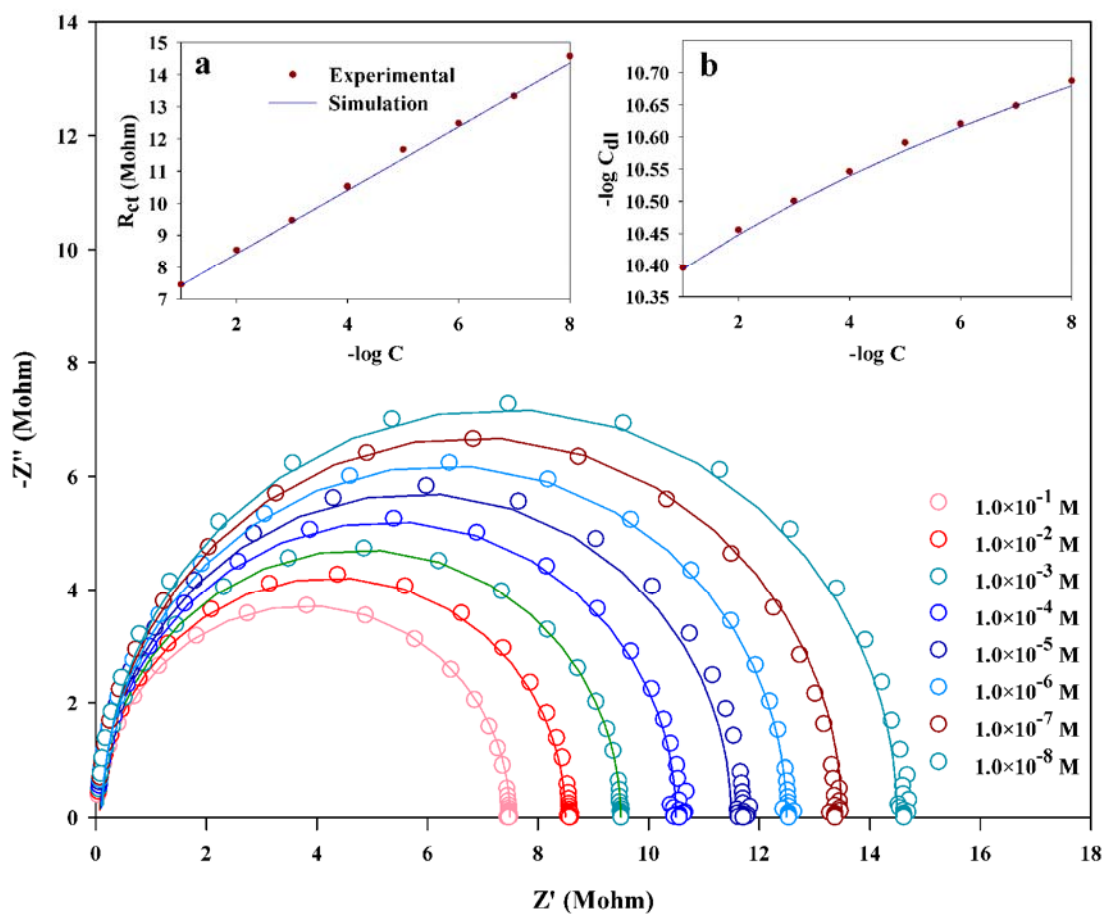 14
12
10
8
6
4
2
0
-Z" (Mohm)
0 2 4 6 8 10 12 14 16 18
Z' (Mohm)
a
Experimental
Simulation
15
14
13
12
11
10
9
8
7
Rct (Mohm)
2 4 6 8
-log C
b
10.70
10.65
10.60
10.55
10.50
10.45
10.40
10.35
-log Cdl
2 4 6 8
-log C
1.0×10⁻¹ M
1.0×10⁻² M
1.0×10⁻³ M
1.0×10⁻⁴ M
1.0×10⁻⁵ M
1.0×10⁻⁶ M
1.0×10⁻⁷ M
1.0×10⁻⁸ M